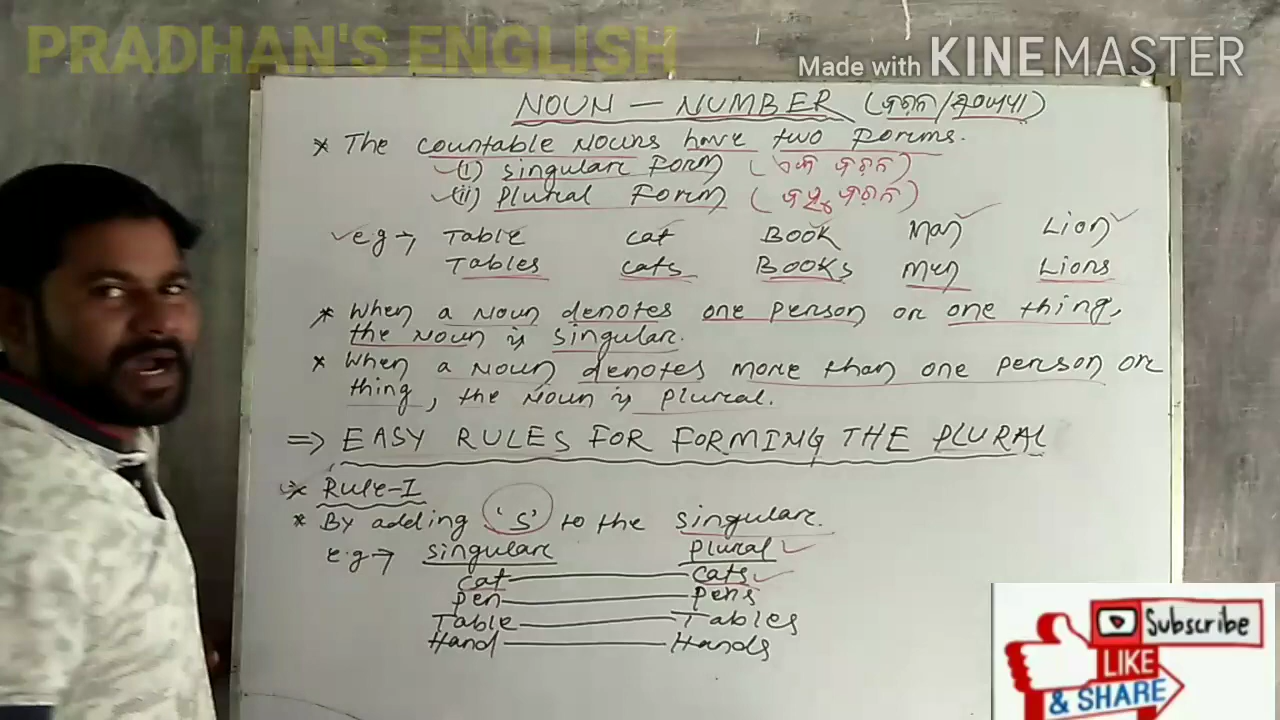 PRADHAN'S ENGLISH
Made with KINEMASTER
NOUN — NUMBER (ବଚନ/ସଂଖ୍ୟା)
* The countable Nouns have two Forms.
(i) Singular Form (ଏକ ବଚନ)
(ii) Plural Form (ବହୁ ବଚନ)
eg → Table Cat Book Man Lion
Tables Cats Books Men Lions
* When a Noun denotes one person or one thing,
the Noun is singular.
* When a Noun denotes more than one person or
thing, the Noun is plural.
⇒ EASY RULES FOR FORMING THE PLURAL
* Rule-I
* By adding 'S' to the singular.
e.g → Singular Plural
Cat — Cats
Pen — Pens
Table — Tables
Hand — Hands
Subscribe
LIKE
& SHARE